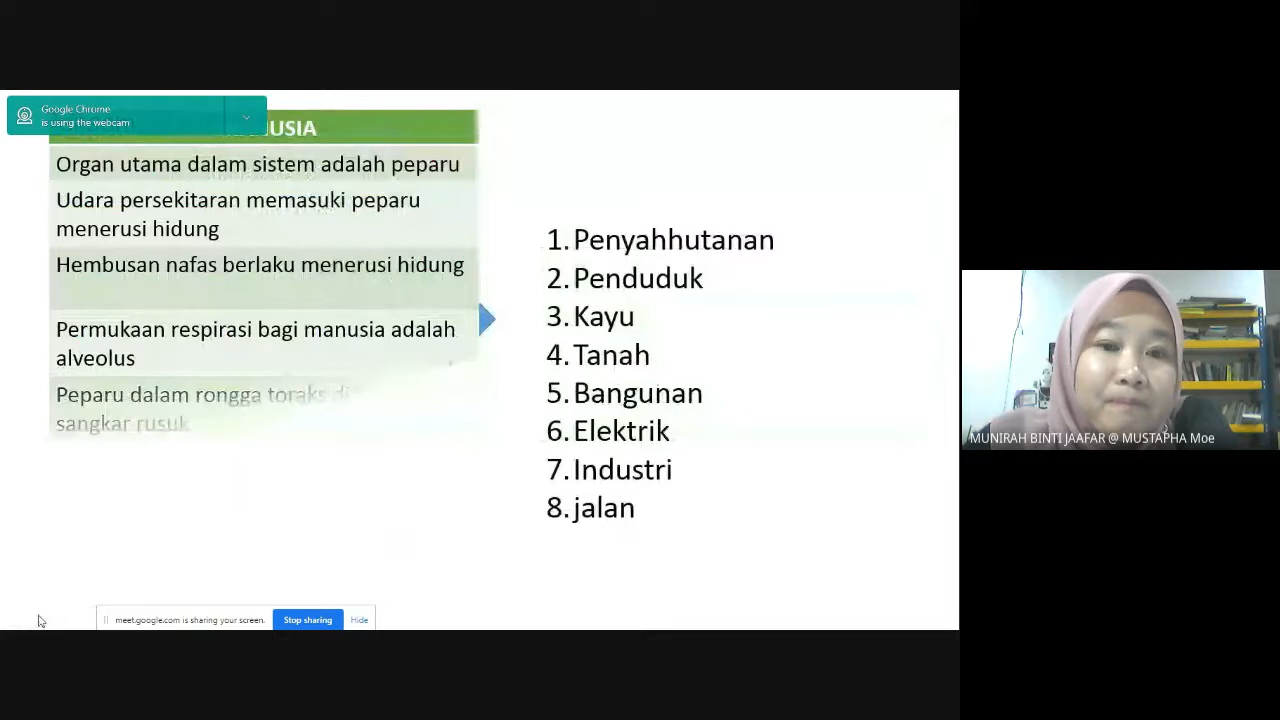 Google Chrome
is using the webcam
USIA
Organ utama dalam sistem adalah peparu
Udara persekitaran memasuki peparu
menerusi hidung
Hembusan nafas berlaku menerusi hidung
Permukaan respirasi bagi manusia adalah
alveolus
Peparu dalam rongga toraks di
sangkar rusuk
1. Penyahhutanan
2. Penduduk
3. Kayu
4. Tanah
5. Bangunan
6. Elektrik
7. Industri
8. jalan
MUNIRAH BINTI JAAFAR @ MUSTAPHA Moe
meet.google.com is sharing your screen.
Stop sharing
Hide